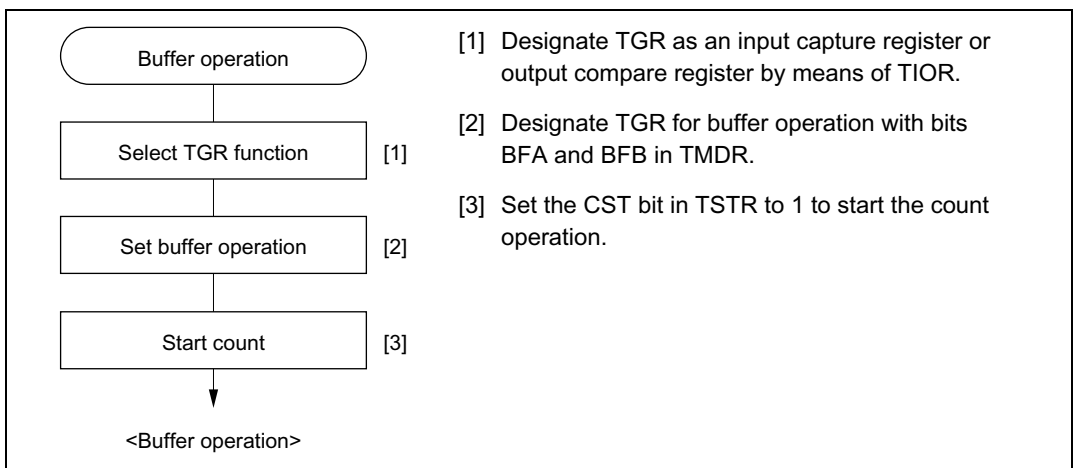 Buffer operation
Select TGR function [1]
Set buffer operation [2]
Start count [3]
<Buffer operation>
[1] Designate TGR as an input capture register or
output compare register by means of TIOR.
[2] Designate TGR for buffer operation with bits
BFA and BFB in TMDR.
[3] Set the CST bit in TSTR to 1 to start the count
operation.